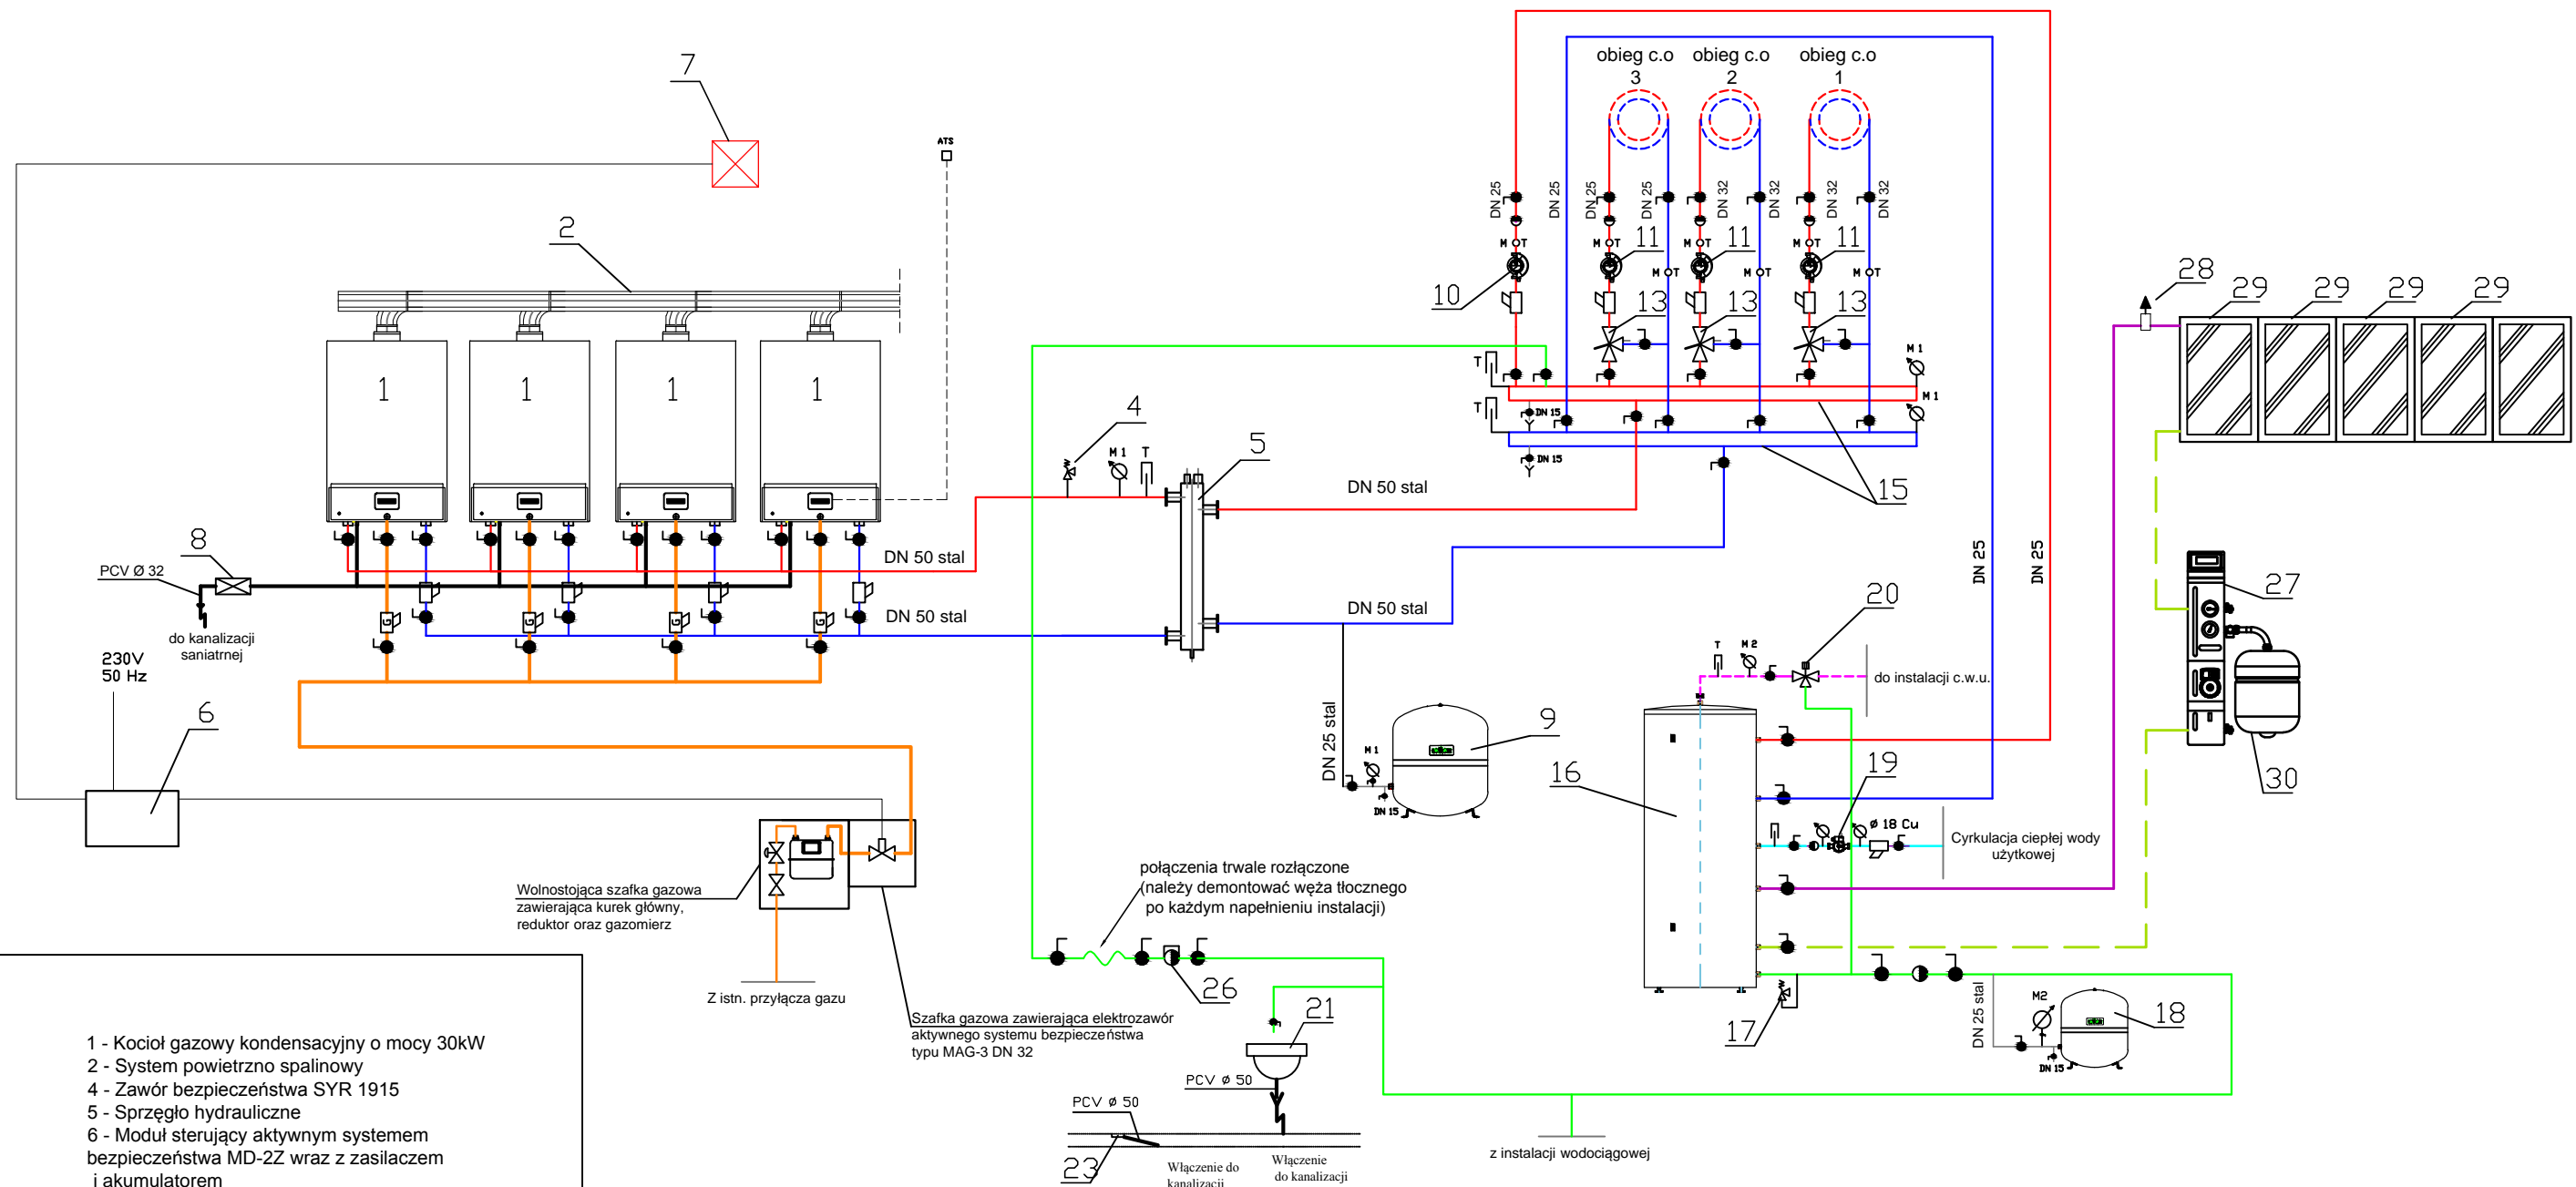 7
ATS
2
1
1
1
1
8
PCV Ø 32
do kanalizacji
saniatrnej
230V
50 Hz
6
DN 50 stal
DN 50 stal
4
M 1
T
5
DN 50 stal
DN 50 stal
obieg c.o
3
obieg c.o
2
obieg c.o
1
DN 25
DN 25
DN 25
DN 25
DN 32
DN 32
DN 32
DN 32
M T
M T
M T
M T
11
11
11
M T
M T
M T
10
13
13
13
T
T
M 1
M 1
DN 15
DN 15
15
28
29
29
29
29
DN 25
DN 25
27
30
20
T
M 2
do instalacji c.w.u.
DN 25 stal
M 1
DN 15
9
16
19
Ø 18 Cu
Cyrkulacja ciepłej wody
użytkowej
G
G
G
G
Wolnostojąca szafka gazowa
zawierająca kurek główny,
reduktor oraz gazomierz
Z istn. przyłącza gazu
Szafka gazowa zawierająca elektrozawór
aktywnego systemu bezpieczeństwa
typu MAG-3 DN 32
połączenia trwale rozłączone
(należy demontować węża tłocznego
po każdym napełnieniu instalacji)
26
21
PCV ø 50
PCV ø 50
23
Włączenie do
kanalizacji
Włączenie
do kanalizacji
z instalacji wodociągowej
17
DN 25 stal
M2
DN 15
18
1 - Kocioł gazowy kondensacyjny o mocy 30kW
2 - System powietrzno spalinowy
4 - Zawór bezpieczeństwa SYR 1915
5 - Sprzęgło hydrauliczne
6 - Moduł sterujący aktywnym systemem
bezpieczeństwa MD-2Z wraz z zasilaczem
i akumulatorem